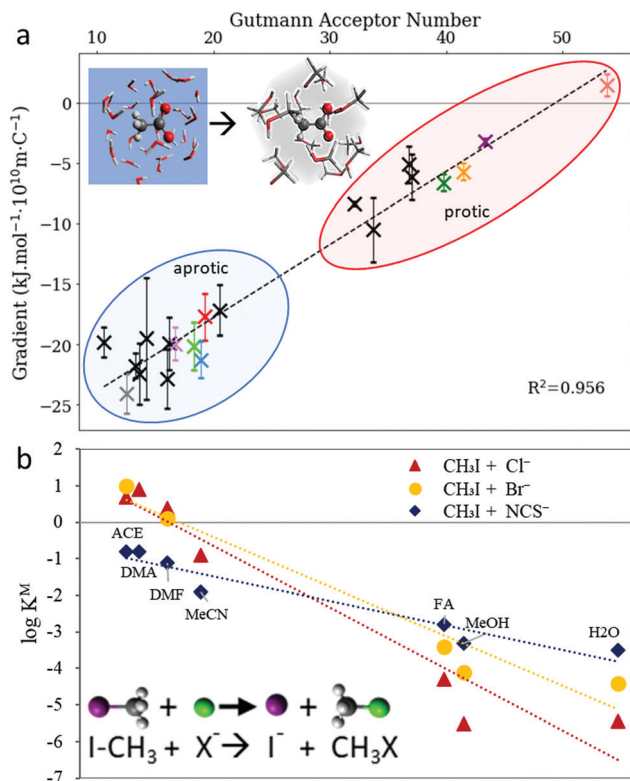 Gutmann Acceptor Number
a
10 20 30 40 50
0
−5
−10
−15
−20
−25
Gradient (kJ.mol⁻¹·10¹⁰m·C⁻¹)
protic
aprotic
R²=0.956
b
2
1
0
-1
-2
-3
-4
-5
-6
-7
log Kᴹ
CH₃I + Cl⁻
CH₃I + Br⁻
CH₃I + NCS⁻
ACE
DMA
DMF
MeCN
FA
MeOH
H2O
+ +
I-CH₃ + X⁻→ I⁻ + CH₃X